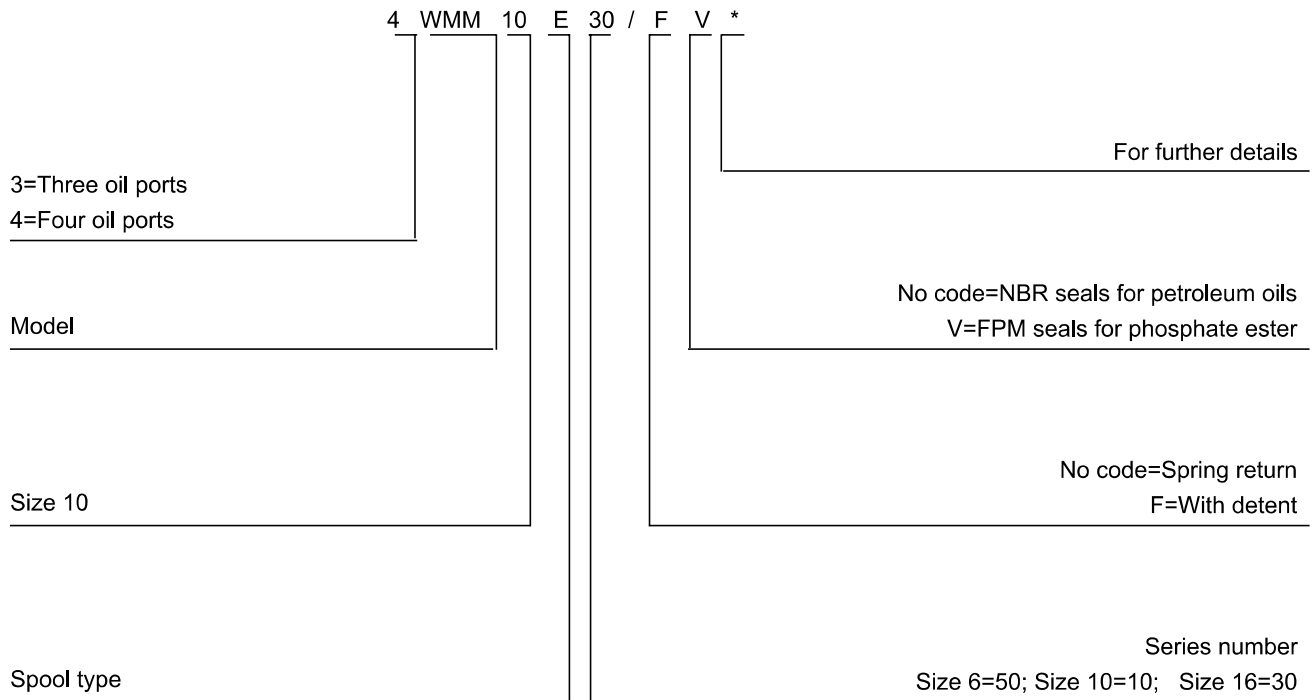 4 WMM 10 E 30 / F V *
For further details
3=Three oil ports
4=Four oil ports
No code=NBR seals for petroleum oils
Model
V=FPM seals for phosphate ester
No code=Spring return
Size 10
F=With detent
Series number
Spool type
Size 6=50; Size 10=10; Size 16=30